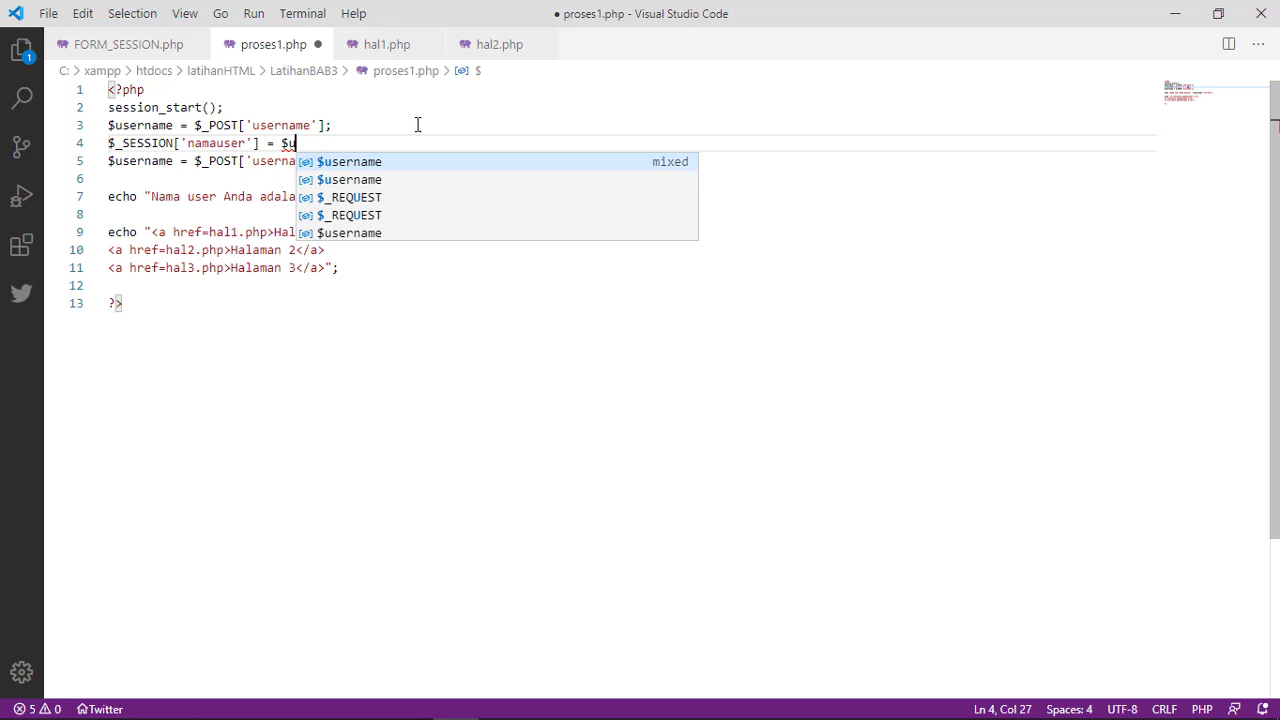 File Edit Selection View Go Run Terminal Help
● proses1.php - Visual Studio Code
1
FORM_SESSION.php proses1.php ● hal1.php hal2.php
C: > xampp > htdocs > latihanHTML > LatihanBAB3 > proses1.php > $
1 <?php
2 session_start();
3 $username = $_POST['username'];
4 $_SESSION['namauser'] = $u
5 $username = $_POST['userna
$username mixed
$username
$_REQUEST
$_REQUEST
$username
6
7 echo "Nama user Anda adala
8
9 echo "<a href=hal1.php>Hal
10 <a href=hal2.php>Halaman 2</a>
11 <a href=hal3.php>Halaman 3</a>";
12
13 ?>
5 0 Twitter
Ln 4, Col 27 Spaces: 4 UTF-8 CRLF PHP